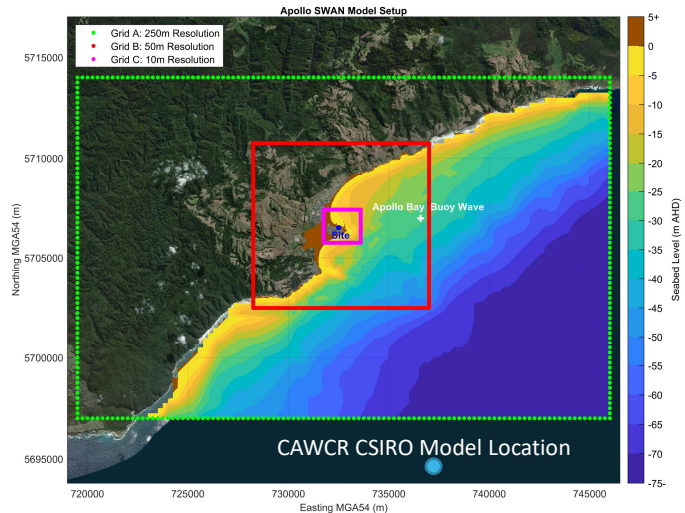 Apollo SWAN Model Setup
Grid A: 250m Resolution
Grid B: 50m Resolution
Grid C: 10m Resolution
5715000
5710000
5705000
5700000
5695000
Northing MGA54 (m)
Apollo Bay Buoy Wave
Site
CAWCR CSIRO Model Location
720000 725000 730000 735000 740000 745000
Easting MGA54 (m)
5+
0
-5
-10
-15
-20
-25
-30
-35
-40
-45
-50
-55
-60
-65
-70
-75-
Seabed Level (m AHD)